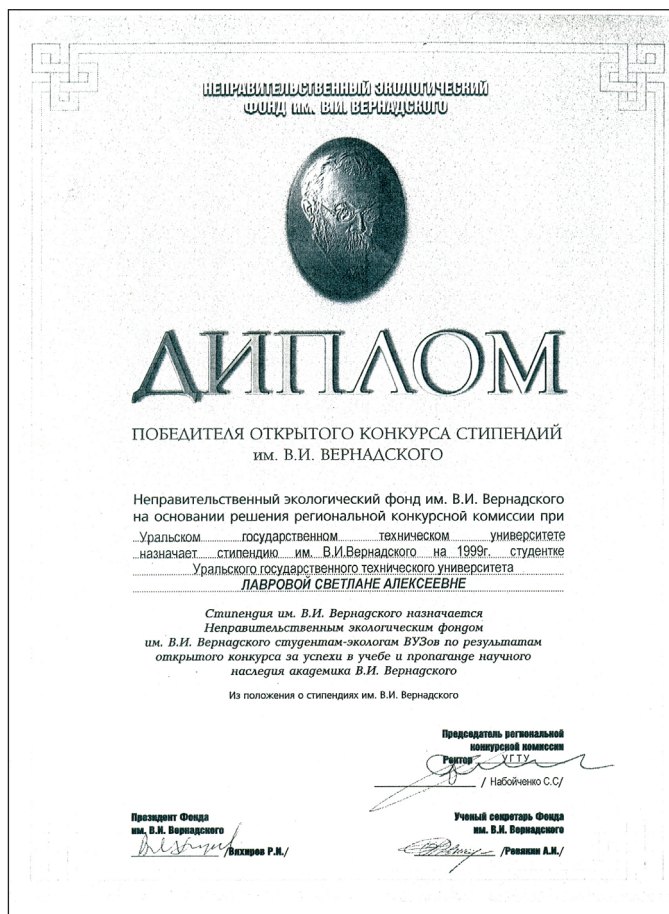 НЕПРАВИТЕЛЬСТВЕННЫЙ ЭКОЛОГИЧЕСКИЙ
ФОНД ИМ. В.И. ВЕРНАДСКОГО
ДИПЛОМ
ПОБЕДИТЕЛЯ ОТКРЫТОГО КОНКУРСА СТИПЕНДИЙ
им. В.И. ВЕРНАДСКОГО
Неправительственный экологический фонд им. В.И. Вернадского
на основании решения региональной конкурсной комиссии при
Уральском государственном техническом университете
назначает стипендию им. В.И.Вернадского на 1999г. студентке
Уральского государственного технического университета
ЛАВРОВОЙ СВЕТЛАНЕ АЛЕКСЕЕВНЕ
Стипендия им. В.И. Вернадского назначается
Неправительственным экологическим фондом
им. В.И. Вернадского студентам-экологам ВУЗов по результатам
открытого конкурса за успехи в учебе и пропаганде научного
наследия академика В.И. Вернадского
Из положения о стипендиях им. В.И. Вернадского
Председатель региональной
конкурсной комиссии
Ректор УГТУ
/ Набойченко С.С/
Президент Фонда
им. В.И. Вернадского
/Вяхирев Р.И./
Ученый секретарь Фонда
им. В.И. Вернадского
/Ревякин А.И./